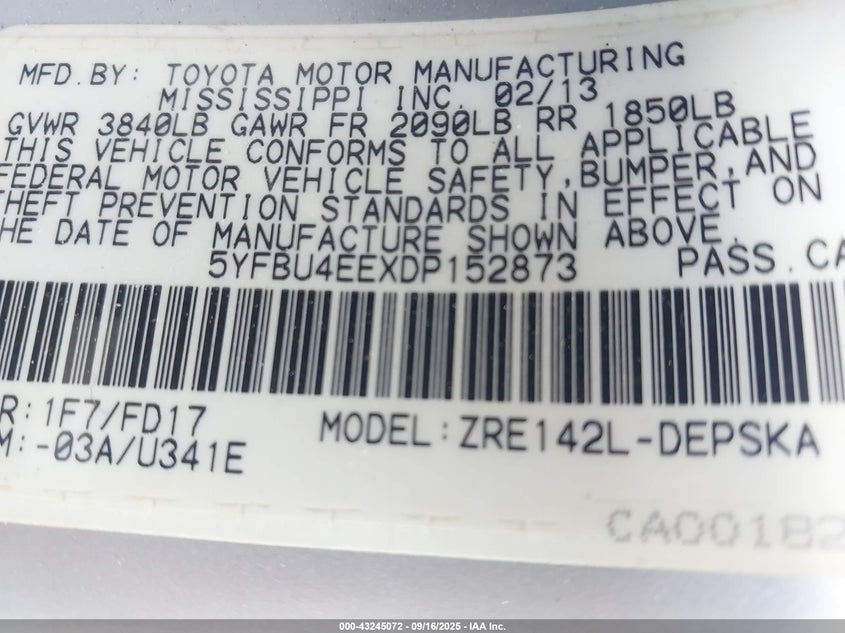 MFD.BY: TOYOTA MOTOR MANUFACTURING
MISSISSIPPI INC. 02/13
GVWR 3840LB GAWR FR 2090LB RR 1850LB
THIS VEHICLE CONFORMS TO ALL APPLICABLE
FEDERAL MOTOR VEHICLE SAFETY, BUMPER, AND
THEFT PREVENTION STANDARDS IN EFFECT ON
HE DATE OF MANUFACTURE SHOWN ABOVE.
5YFBU4EEXDP152873 PASS.CA
R: 1F7/FD17
M: -03A/U341E
MODEL: ZRE142L-DEPSKA
CA00182
000-43245072 - 09/16/2025 - IAA Inc.